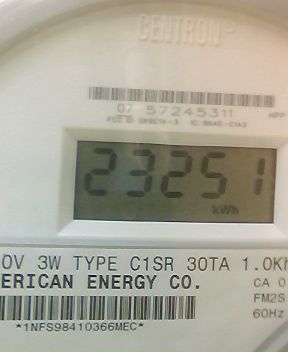 CENTRON®
07 57245311
23251
kWh
0V 3W TYPE C1SR 30TA 1.0Kh
ERICAN ENERGY CO.
CA 0
FM2S
60Hz
*1NFS98410366MEC*